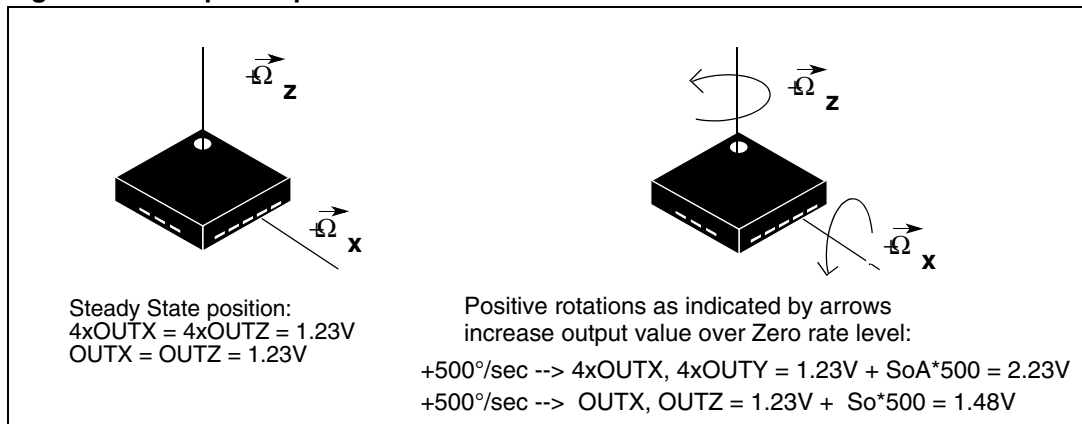 +Ω Z
+Ω X
Steady State position:
4xOUTX = 4xOUTZ = 1.23V
OUTX = OUTZ = 1.23V
+Ω Z
+Ω X
Positive rotations as indicated by arrows
increase output value over Zero rate level:
+500°/sec --> 4xOUTX, 4xOUTY = 1.23V + SoA*500 = 2.23V
+500°/sec --> OUTX, OUTZ = 1.23V + So*500 = 1.48V